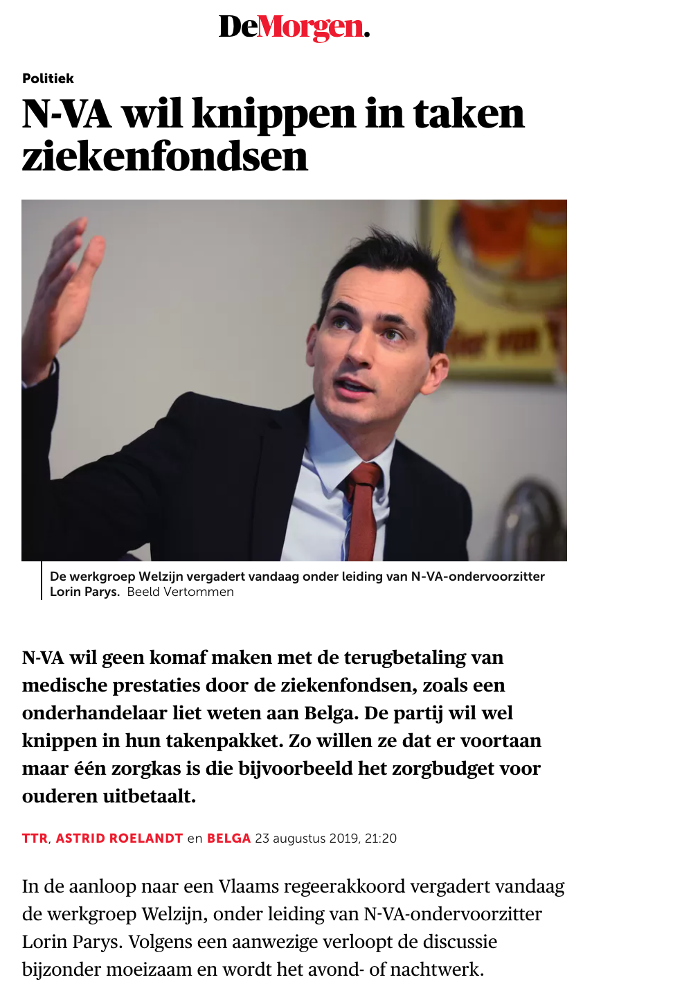 DeMorgen.
Politiek
N-VA wil knippen in taken
ziekenfondsen
De werkgroep Welzijn vergadert vandaag onder leiding van N-VA-ondervoorzitter
Lorin Parys. Beeld Vertommen
N-VA wil geen komaf maken met de terugbetaling van
medische prestaties door de ziekenfondsen, zoals een
onderhandelaar liet weten aan Belga. De partij wil wel
knippen in hun takenpakket. Zo willen ze dat er voortaan
maar één zorgkas is die bijvoorbeeld het zorgbudget voor
ouderen uitbetaalt.
TTR, ASTRID ROELANDT en BELGA 23 augustus 2019, 21:20
In de aanloop naar een Vlaams regeerakkoord vergadert vandaag
de werkgroep Welzijn, onder leiding van N-VA-ondervoorzitter
Lorin Parys. Volgens een aanwezige verloopt de discussie
bijzonder moeizaam en wordt het avond- of nachtwerk.